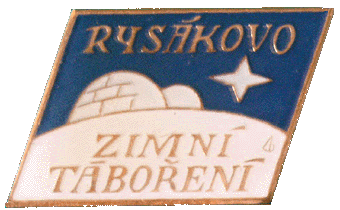 RYSÁKOVO
ZIMNÍ
TÁBOŘENÍ